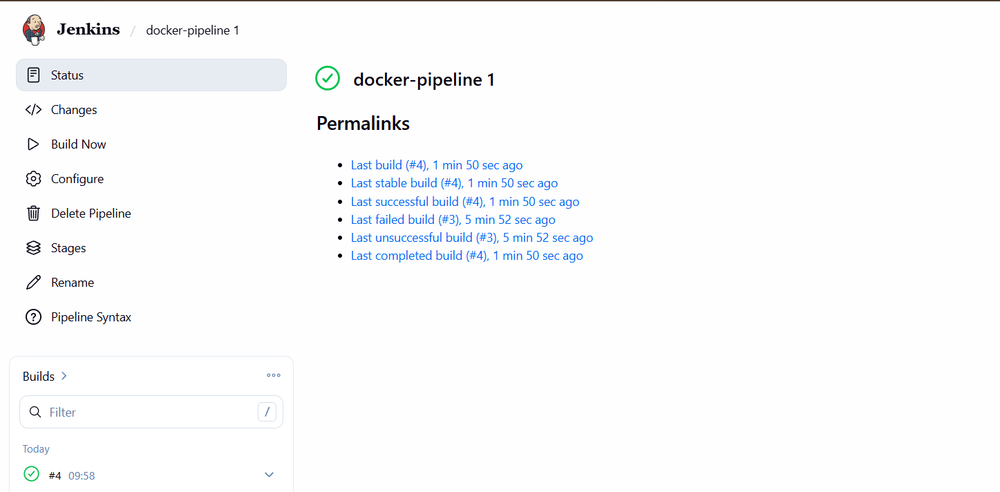 Jenkins / docker-pipeline 1
Status
Changes
Build Now
Configure
Delete Pipeline
Stages
Rename
Pipeline Syntax
Builds
Filter /
Today
#4 09:58
docker-pipeline 1
Permalinks
Last build (#4), 1 min 50 sec ago
Last stable build (#4), 1 min 50 sec ago
Last successful build (#4), 1 min 50 sec ago
Last failed build (#3), 5 min 52 sec ago
Last unsuccessful build (#3), 5 min 52 sec ago
Last completed build (#4), 1 min 50 sec ago